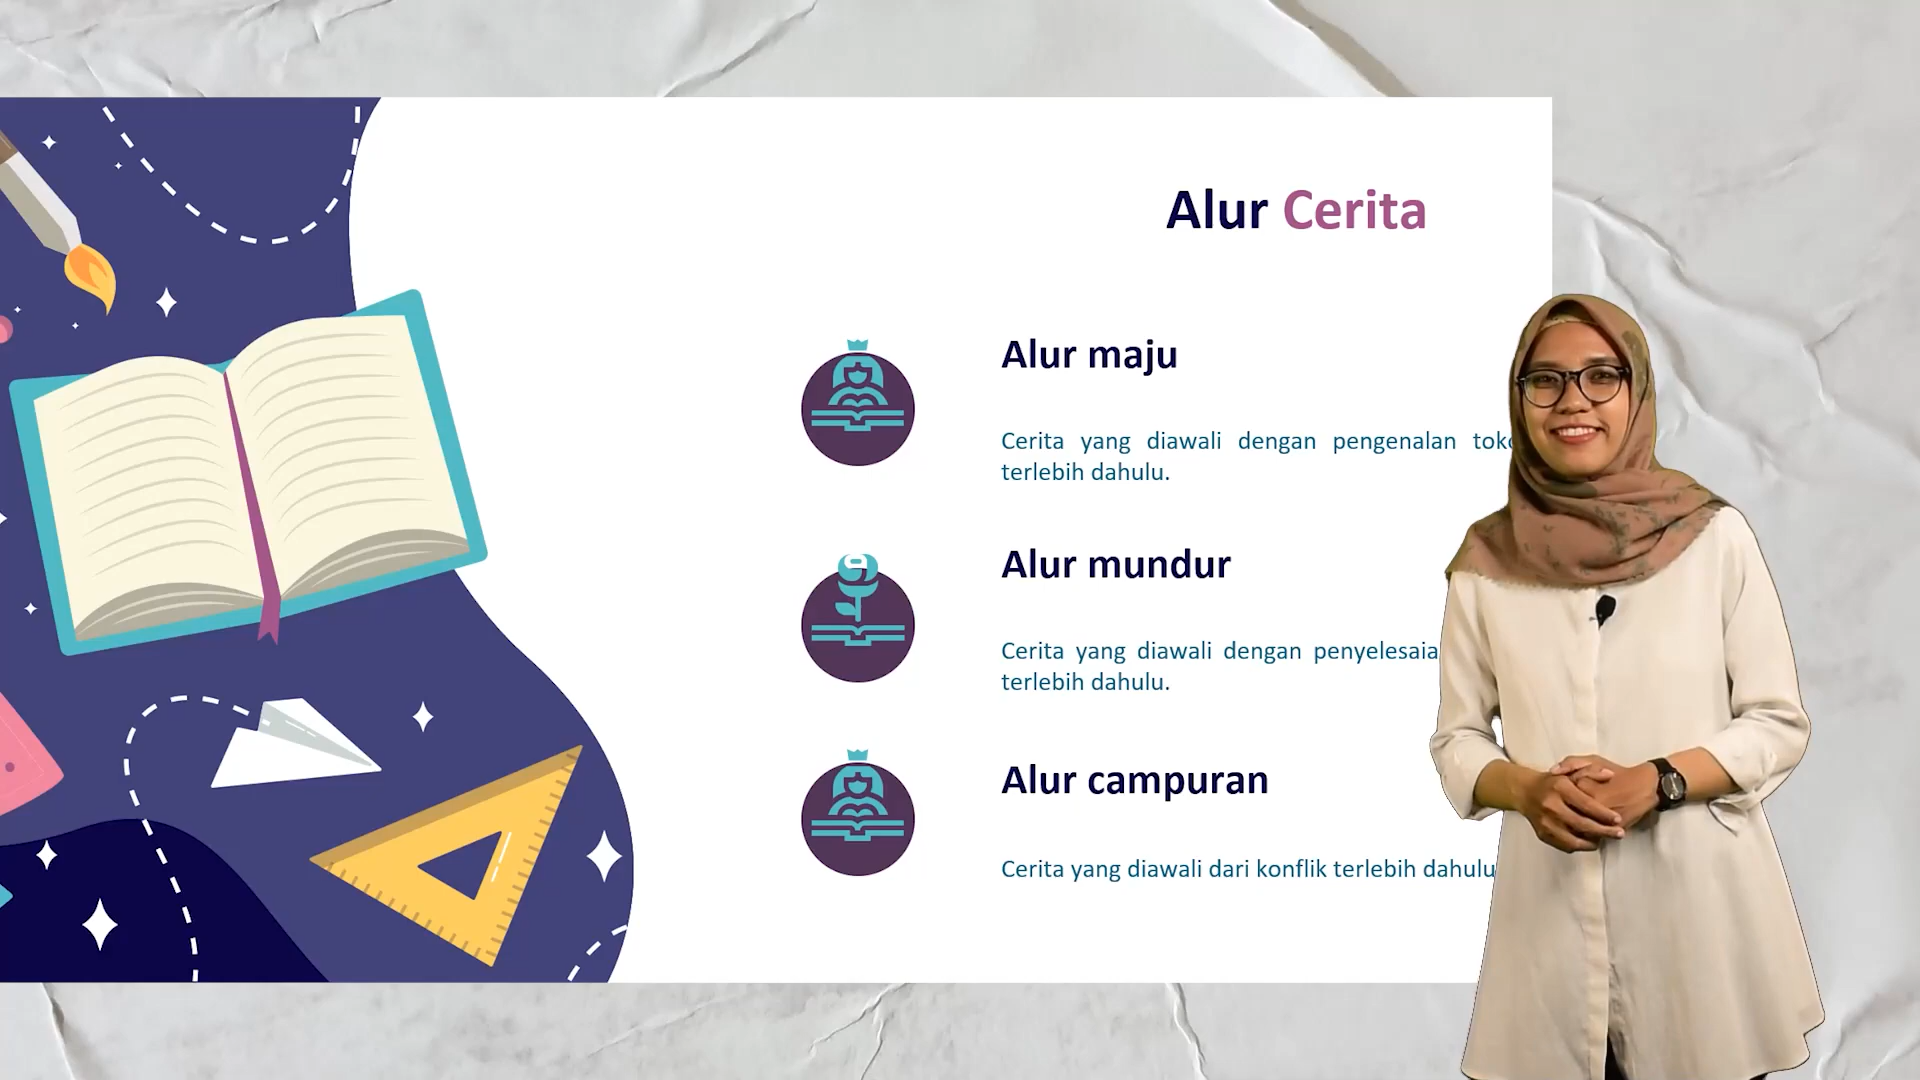 Alur Cerita
Alur maju
Cerita yang diawali dengan pengenalan
terlebih dahulu.
Alur mundur
Cerita yang diawali dengan
terlebih dahulu.
Alur campuran
Cerita yang diawali dari konflik terlebih dahulu